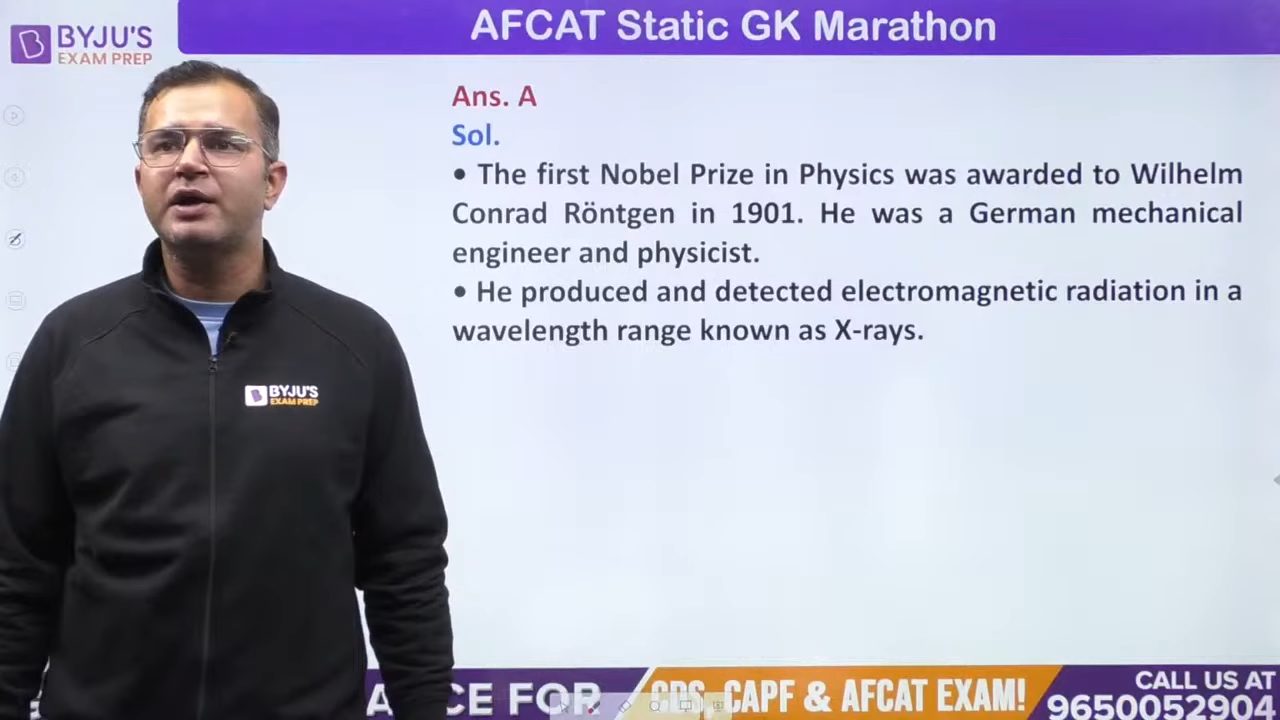 AFCAT Static GK Marathon
BYJU'S
EXAM PREP
Ans. A
Sol.
• The first Nobel Prize in Physics was awarded to Wilhelm
Conrad Röntgen in 1901. He was a German mechanical
engineer and physicist.
• He produced and detected electromagnetic radiation in a
wavelength range known as X-rays.
BYJU'S
EXAM PREP
CE FOR
CDS, CAPF & AFCAT EXAM!
CALL US AT
9650052904